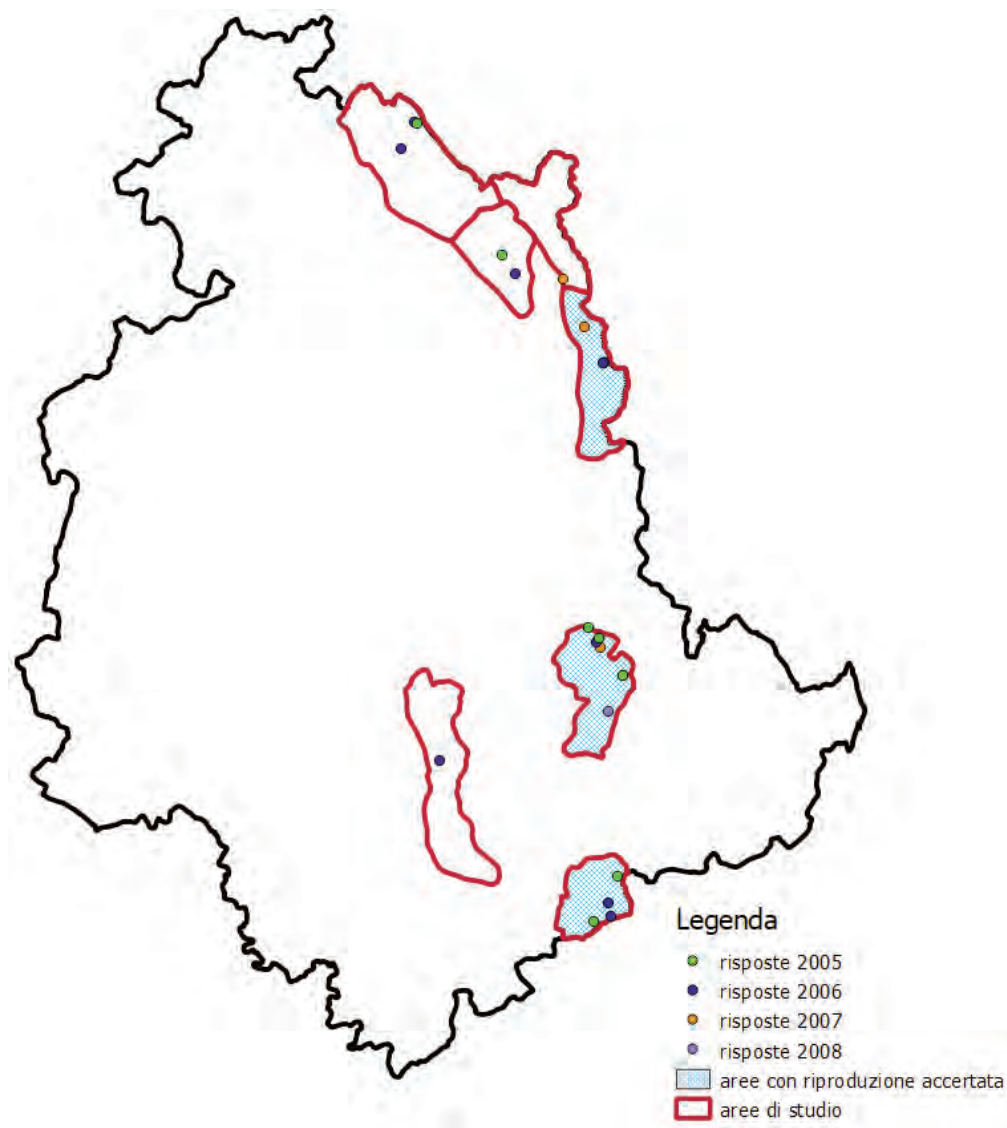 Legenda
risposte 2005
risposte 2006
risposte 2007
risposte 2008
aree con riproduzione accertata
aree di studio